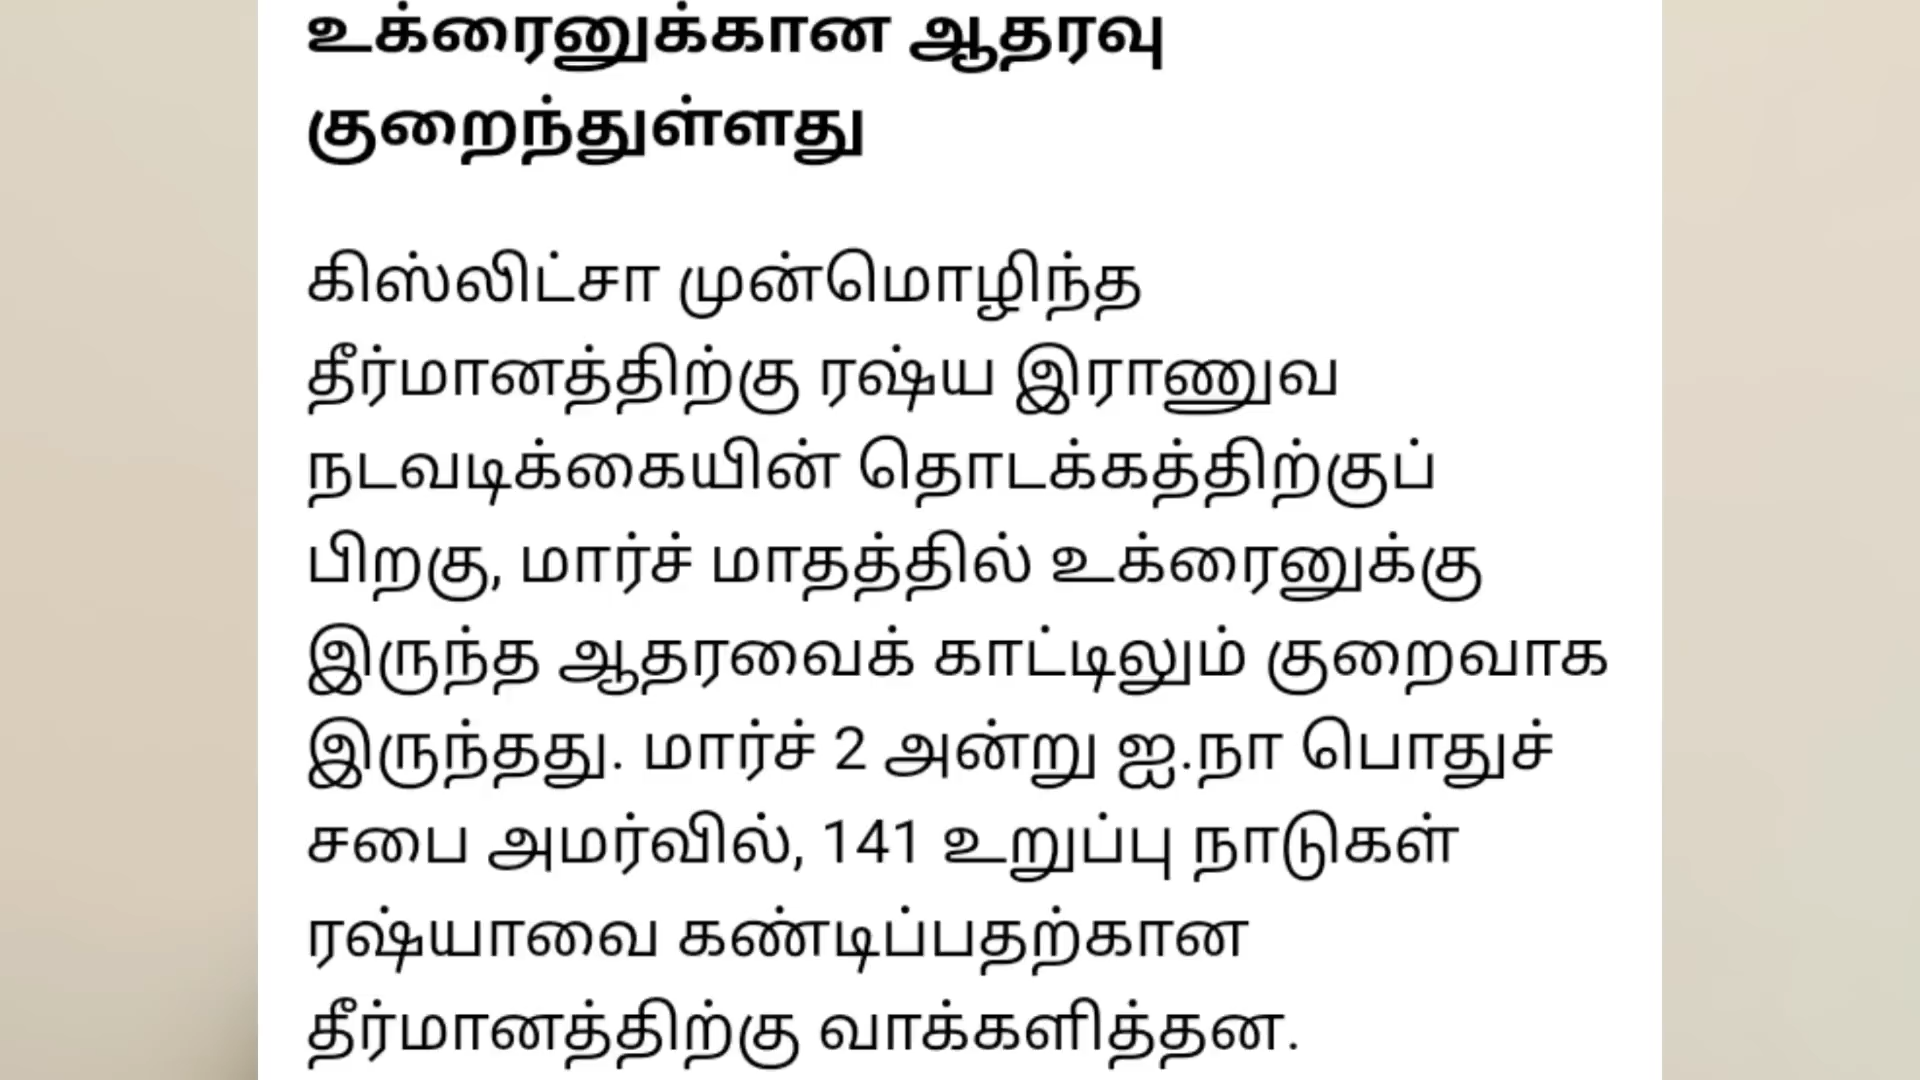 உக்ரைனுக்கான ஆதரவு
குறைந்துள்ளது
கிஸ்லிட்சா முன்மொழிந்த
தீர்மானத்திற்கு ரஷ்ய இராணுவ
நடவடிக்கையின் தொடக்கத்திற்குப்
பிறகு, மார்ச் மாதத்தில் உக்ரைனுக்கு
இருந்த ஆதரவைக் காட்டிலும் குறைவாக
இருந்தது. மார்ச் 2 அன்று ஐ.நா பொதுச்
சபை அமர்வில், 141 உறுப்பு நாடுகள்
ரஷ்யாவை கண்டிப்பதற்கான
தீர்மானத்திற்கு வாக்களித்தன.